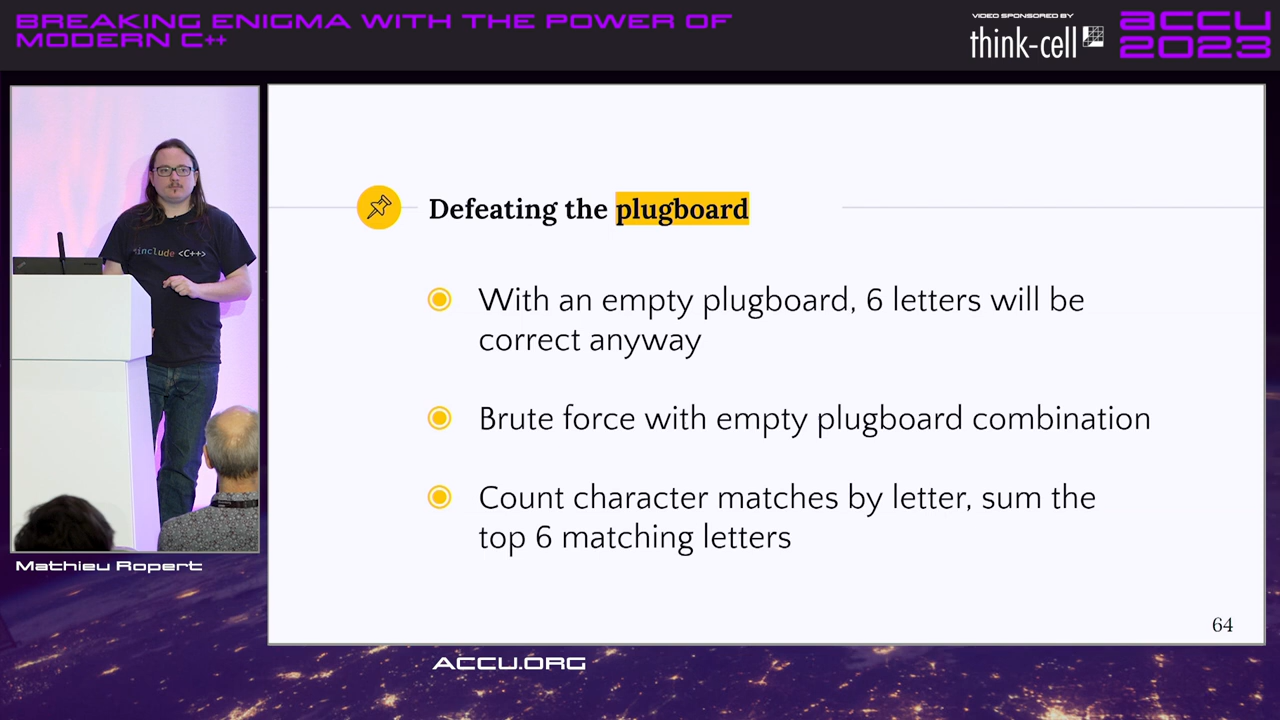 BREAKING ENIGMA WITH THE POWER OF
MODERN C++
VIDEO SPONSORED BY
think-cell
accu
2023
#include <C++>
Defeating the plugboard
With an empty plugboard, 6 letters will be
correct anyway
Brute force with empty plugboard combination
Count character matches by letter, sum the
top 6 matching letters
64
Mathieu Ropert
ACCU.ORG